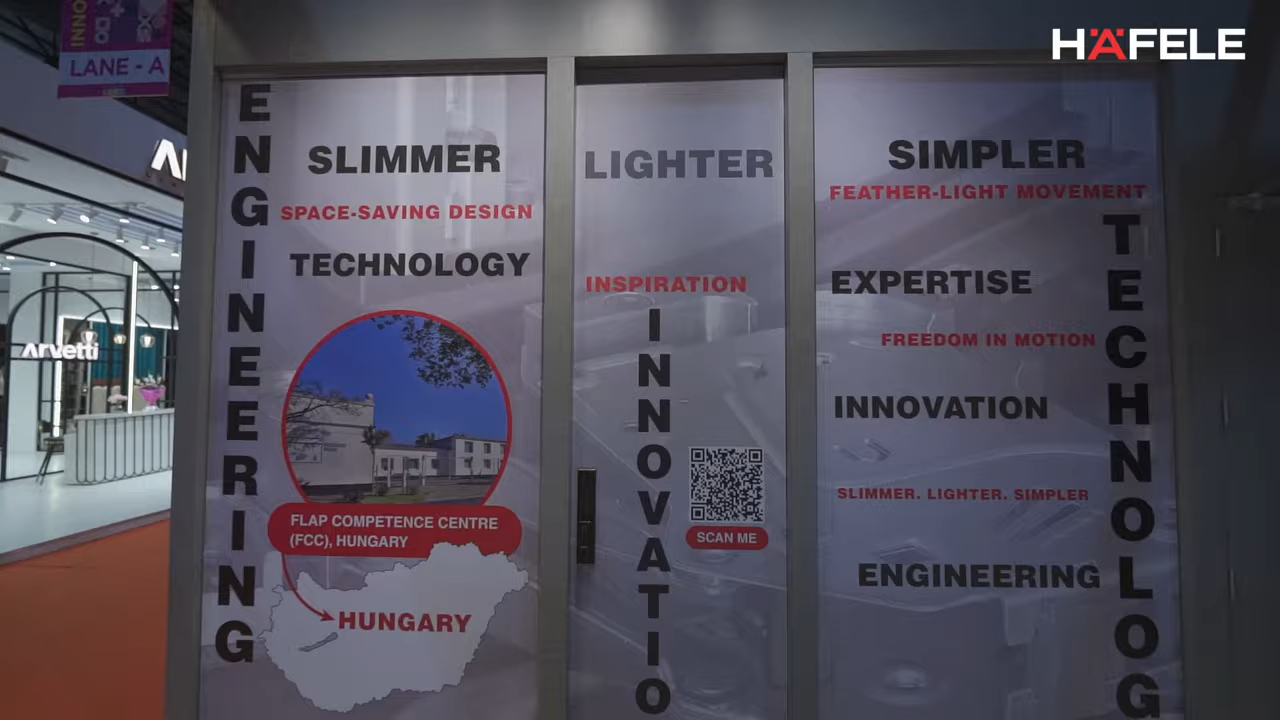 INNO
LANE - A
HÄFELE
Arvetti
ENGINEERING
SLIMMER
SPACE-SAVING DESIGN
TECHNOLOGY
FLAP COMPETENCE CENTRE
(FCC), HUNGARY
HUNGARY
LIGHTER
INSPIRATION
INNOVATIO
SCAN ME
SIMPLER
FEATHER-LIGHT MOVEMENT
EXPERTISE
FREEDOM IN MOTION
INNOVATION
SLIMMER. LIGHTER. SIMPLER
ENGINEERING
TECHNOLOG